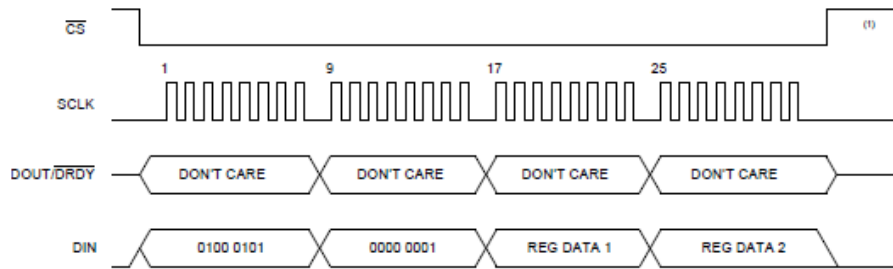 CS (1)
1 9 17 25
SCLK
DOUT/DRDY DON'T CARE DON'T CARE DON'T CARE DON'T CARE
DIN 0100 0101 0000 0001 REG DATA 1 REG DATA 2